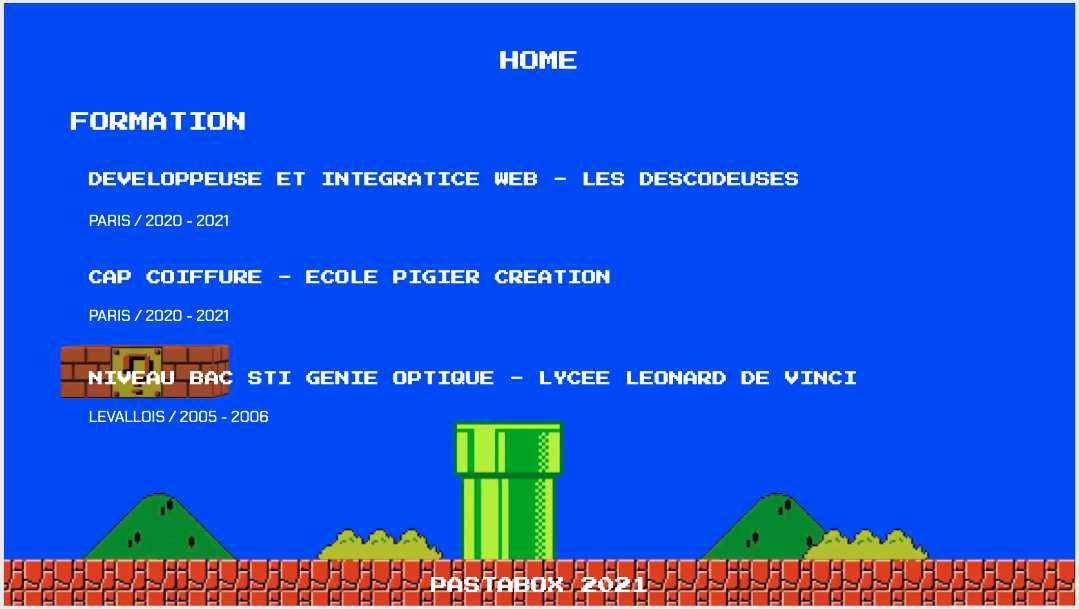 HOME
FORMATION
DEVELOPPEUSE ET INTEGRATICE WEB - LES DESCODEUSES
PARIS / 2020 - 2021
CAP COIFFURE - ECOLE PIGIER CREATION
PARIS / 2020 - 2021
?
NIVEAU BAC STI GENIE OPTIQUE - LYCEE LEONARD DE VINCI
LEVALLOIS / 2005 - 2006
PASTABOX 2021